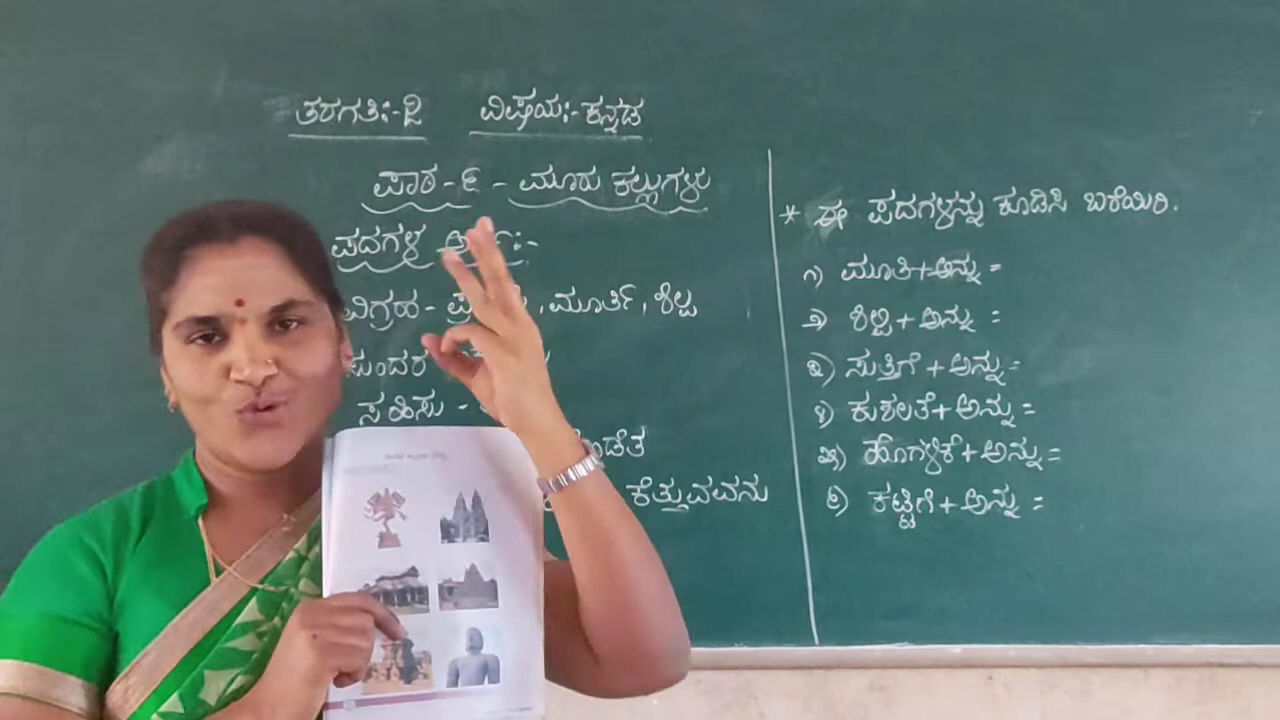 ತರಗತಿ:-೨ ವಿಷಯ:-ಕನ್ನಡ
ಪಾಠ-೯ - ಮೂರು ಕಲ್ಲುಗಳು
ಪದಗಳ
ವಿಗ್ರಹ - , ಮೂರ್ತಿ, ಶಿಲ್ಪ
ಸುಂದರ
ಸಹಿಸು -
ಕೆತ್ತುವವನು
* ಈ ಪದಗಳನ್ನು ಕೂಡಿಸಿ ಬರೆಯಿರಿ.
೧) ಮೂರ್ತಿ+ಅನ್ನು =
೨) ಶಿಲ್ಪಿ + ಅನ್ನು =
೩) ಸುತ್ತಿಗೆ + ಅನ್ನು =
೪) ಕುಶಲತೆ + ಅನ್ನು =
೫) ಹೊಗಳಿಕೆ + ಅನ್ನು =
೬) ಕಟ್ಟಿಗೆ + ಅನ್ನು =